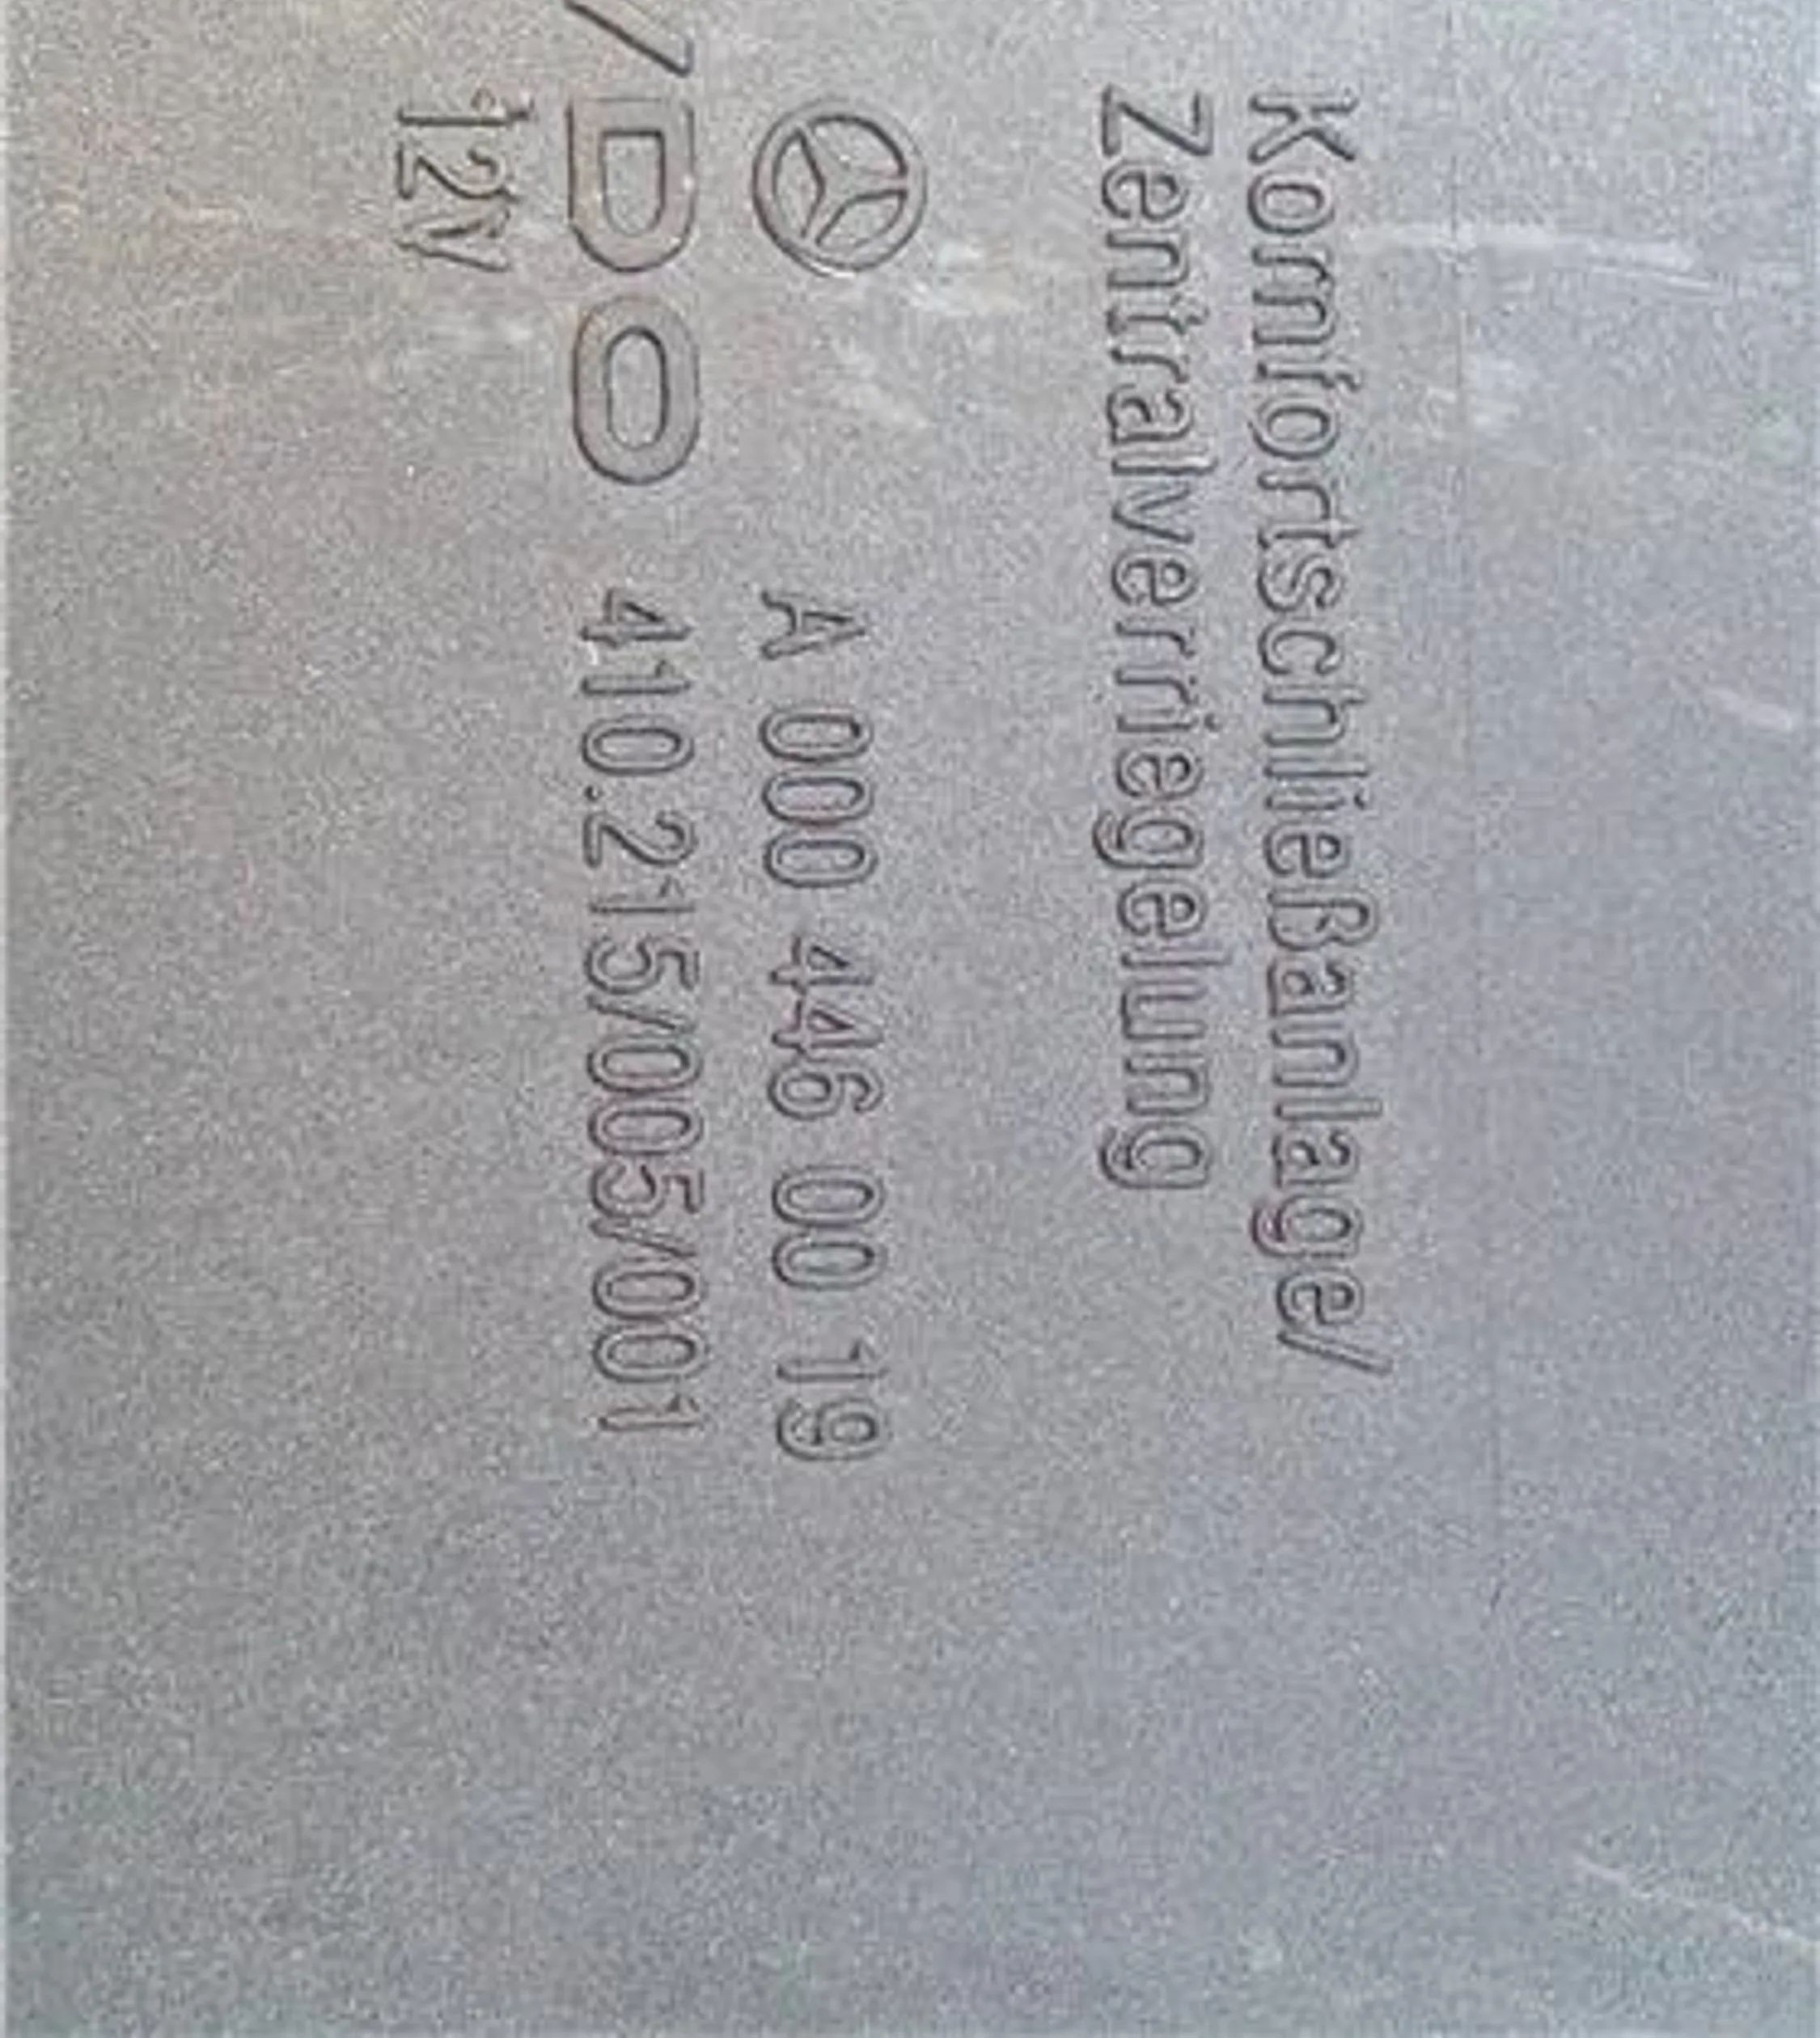 Komfortschließanlage/
Zentralverriegelung
A 000 446 00 19
VDO 410.215/005/001
12V